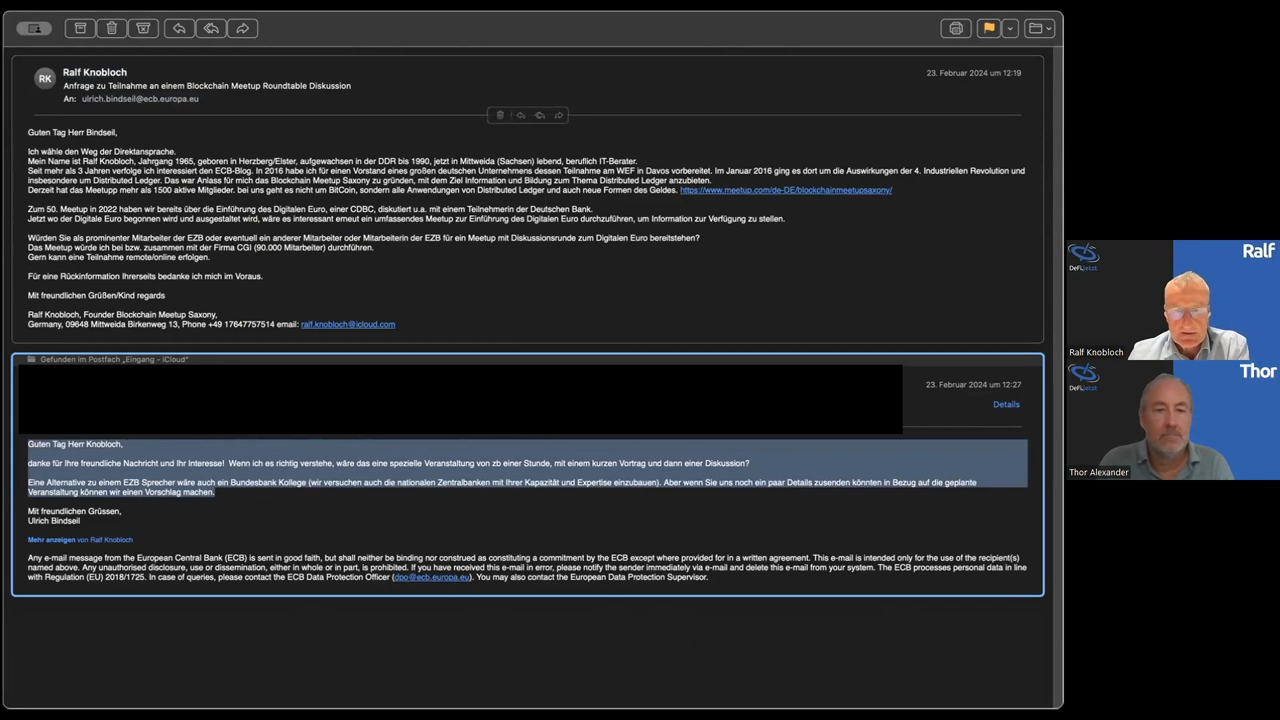 RK
Ralf Knobloch
23. Februar 2024 um 12:19
Anfrage zu Teilnahme an einem Blockchain Meetup Roundtable Diskussion
An: ulrich.bindseil@ecb.europa.eu
Guten Tag Herr Bindseil,
Ich wähle den Weg der Direktansprache.
Mein Name ist Ralf Knobloch, Jahrgang 1965, geboren in Herzberg/Elster, aufgewachsen in der DDR bis 1990, jetzt in Mittweida (Sachsen) lebend, beruflich IT-Berater.
Seit mehr als 3 Jahren verfolge ich interessiert den ECB-Blog. In 2016 habe ich für einen Vorstand eines großen deutschen Unternehmens dessen Teilnahme am WEF in Davos vorbereitet. Im Januar 2016 ging es dort um die Auswirkungen der 4. Industriellen Revolution und
insbesondere um Distributed Ledger. Das war Anlass für mich das Blockchain Meetup Saxony zu gründen, mit dem Ziel Information und Bildung zum Thema Distributed Ledger anzubieten.
Derzeit hat das Meetupp mehr als 1500 aktive Mitglieder. bei uns geht es nicht um BitCoin, sondern alle Anwendungen von Distributed Ledger und auch neue Formen des Geldes. https://www.meetup.com/de-DE/blockchainmeetupsaxony/
Zum 50. Meetup in 2022 haben wir bereits über die Einführung des Digitalen Euro, einer CDBC, diskutiert u.a. mit einem Teilnehmerin der Deutschen Bank.
Jetzt wo der Digitale Euro begonnen wird und ausgestaltet wird, wäre es interessant erneut ein umfassendes Meetup zur Einführung des Digitalen Euro durchzuführen, um Information zur Verfügung zu stellen.
Würden Sie als prominenter Mitarbeiter der EZB oder eventuell ein anderer Mitarbeiter oder Mitarbeiterin der EZB für ein Meetup mit Diskussionsrunde zum Digitalen Euro bereitstehen?
Das Meetup würde ich bei bzw. zusammen mit der Firma CGI (90.000 Mitarbeiter) durchführen.
Gern kann eine Teilnahme remote/online erfolgen.
Für eine Rückinformation Ihrerseits bedanke ich mich im Voraus.
Mit freundlichen Grüßen/Kind regards
Ralf Knobloch, Founder Blockchain Meetup Saxony,
Germany, 09648 Mittweida Birkenweg 13, Phone +49 17647757514 email: ralf.knobloch@icloud.com
Gefunden im Postfach „Eingang - iCloud“
23. Februar 2024 um 12:27
Details
Guten Tag Herr Knobloch,
danke für Ihre freundliche Nachricht und Ihr Interesse! Wenn ich es richtig verstehe, wäre das eine spezielle Veranstaltung von zb einer Stunde, mit einem kurzen Vortrag und dann einer Diskussion?
Eine Alternative zu einem EZB Sprecher wäre auch ein Bundesbank Kollege (wir versuchen auch die nationalen Zentralbanken mit Ihrer Kapazität und Expertise einzubauen). Aber wenn Sie uns noch ein paar Details zusenden könnten in Bezug auf die geplante
Veranstaltung können wir einen Vorschlag machen.
Mit freundlichen Grüssen,
Ulrich Bindseil
Mehr anzeigen von Ralf Knobloch
Any e-mail message from the European Central Bank (ECB) is sent in good faith, but shall neither be binding nor construed as constituting a commitment by the ECB except where provided for in a written agreement. This e-mail is intended only for the use of the recipient(s)
named above. Any unauthorised disclosure, use or dissemination, either in whole or in part, is prohibited. If you have received this e-mail in error, please notify the sender immediately via e-mail and delete this e-mail from your system. The ECB processes personal data in line
with Regulation (EU) 2018/1725. In case of queries, please contact the ECB Data Protection Officer (dpo@ecb.europa.eu). You may also contact the European Data Protection Supervisor.
DeFi.jetzt
Ralf
Ralf Knobloch
DeFi.jetzt
Thor
Thor Alexander